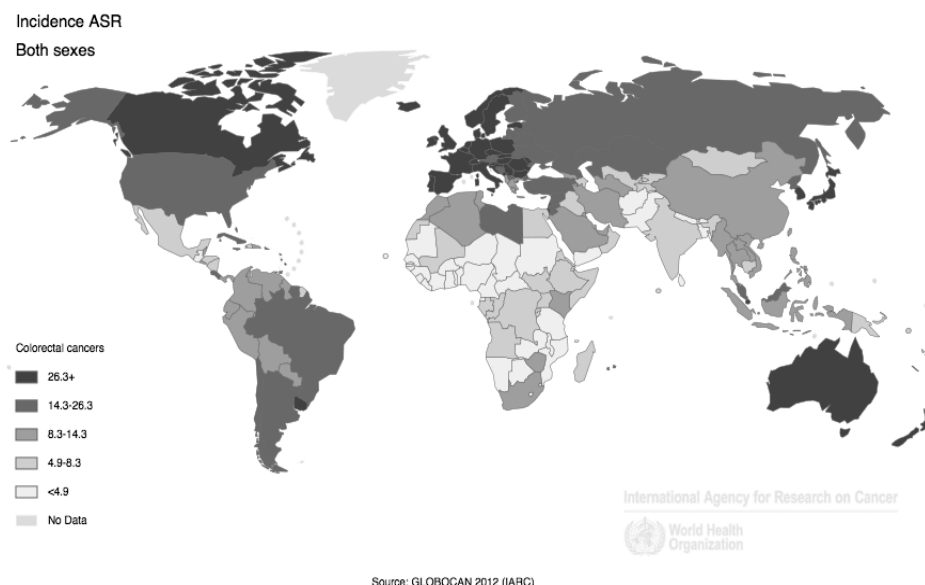 Incidence ASR
Both sexes
Colorectal cancers
26.3+
14.3-26.3
8.3-14.3
4.9-8.3
<4.9
No Data
International Agency for Research on Cancer
World Health
Organization
Source: GLOBOCAN 2012 (IARC)